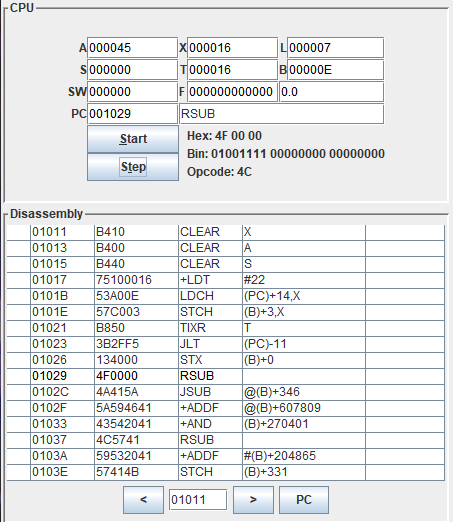 CPU
A 000045 X 000016 L 000007
S 000000 T 000016 B 00000E
SW 000000 F 000000000000 0.0
PC 001029 RSUB
Start Hex: 4F 00 00
Bin: 01001111 00000000 00000000
Step Opcode: 4C
Disassembly
01011 B410 CLEAR X
01013 B400 CLEAR A
01015 B440 CLEAR S
01017 75100016 +LDT #22
0101B 53A00E LDCH (PC)+14,X
0101E 57C003 STCH (B)+3,X
01021 B850 TIXR T
01023 3B2FF5 JLT (PC)-11
01026 134000 STX (B)+0
01029 4F0000 RSUB
0102C 4A415A JSUB @(B)+346
0102F 5A594641 +ADDF @(B)+607809
01033 43542041 +AND (B)+270401
01037 4C5741 RSUB
0103A 59532041 +ADDF #(B)+204865
0103E 57414B STCH (B)+331
< 01011 > PC